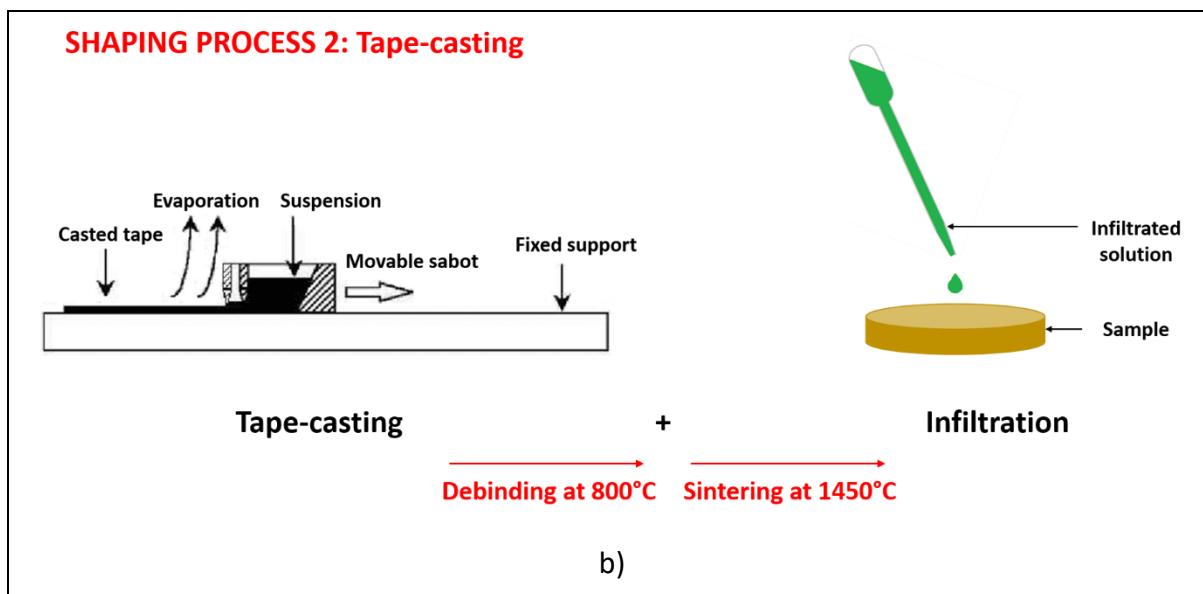 SHAPING PROCESS 2: Tape-casting
Evaporation
Suspension
Casted tape
Movable sabot
Fixed support
Infiltrated
solution
Sample
Tape-casting + Infiltration
Debinding at 800°C Sintering at 1450°C
b)